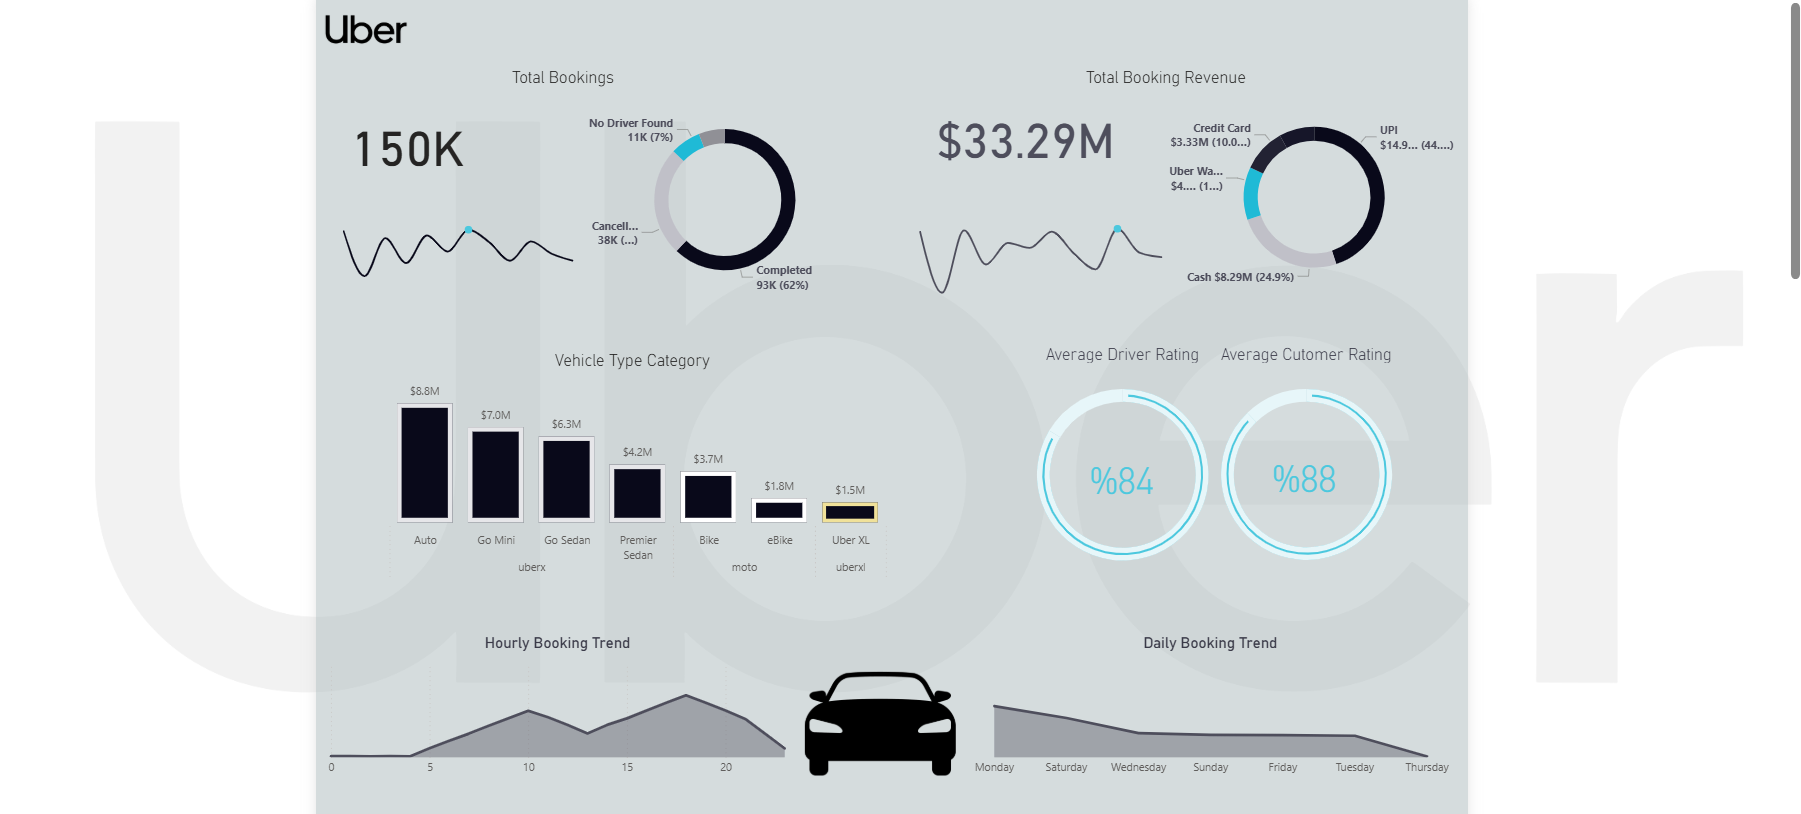 Uber
Total Bookings
150K
No Driver Found
11K (7%)
Cancell...
38K (...)
Completed
93K (62%)
Total Booking Revenue
$33.29M
Credit Card
$3.33M (10.0...)
Uber Wa...
$4.... (1...)
UPI
$14.9... (44....)
Cash $8.29M (24.9%)
Vehicle Type Category
$8.8M
$7.0M
$6.3M
$4.2M
$3.7M
$1.8M
$1.5M
Auto
Go Mini
Go Sedan
Premier
Sedan
Bike
eBike
Uber XL
uberx
moto
uberxl
Average Driver Rating
%84
Average Cutomer Rating
%88
Hourly Booking Trend
0 5 10 15 20
Daily Booking Trend
Monday Saturday Wednesday Sunday Friday Tuesday Thursday
Uber